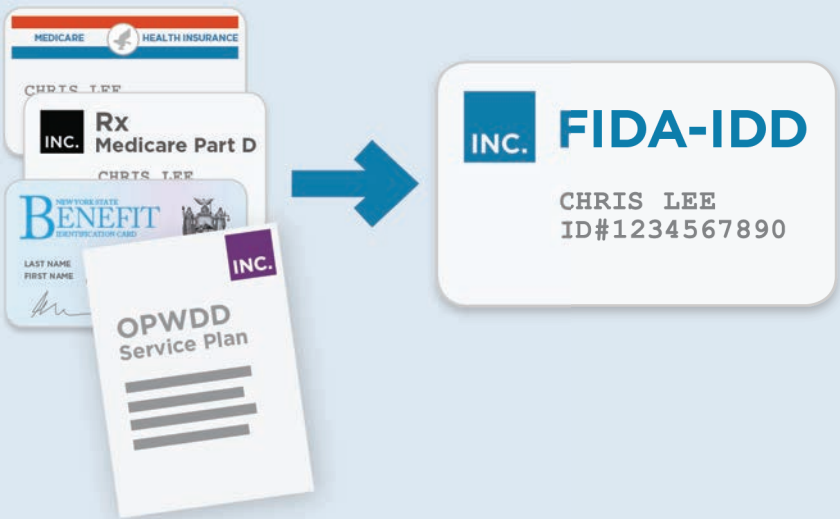 MEDICARE HEALTH INSURANCE
CHRIS LEE
INC. Rx
Medicare Part D
CHRIS LEE
NEW YORK STATE
BENEFIT
IDENTIFICATION CARD
LAST NAME
FIRST NAME
INC.
OPWDD
Service Plan
INC. FIDA-IDD
CHRIS LEE
ID#1234567890